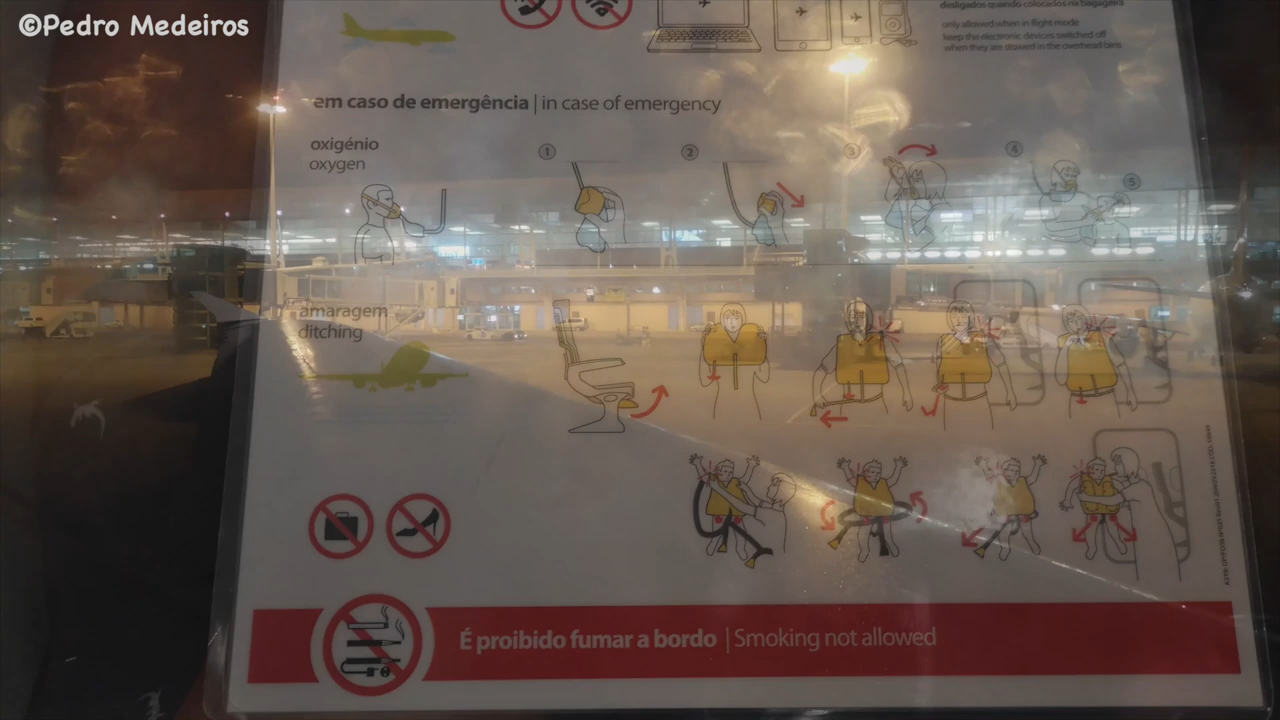 ©Pedro Medeiros
desligados quando colocados na bagageira
only allowed when in flight mode
keep the electronic devices switched off
when they are stowed in the overhead bins
em caso de emergência | in case of emergency
oxigénio
oxygen
1 2 3 4 5
amaragem
ditching
É proibido fumar a bordo | Smoking not allowed